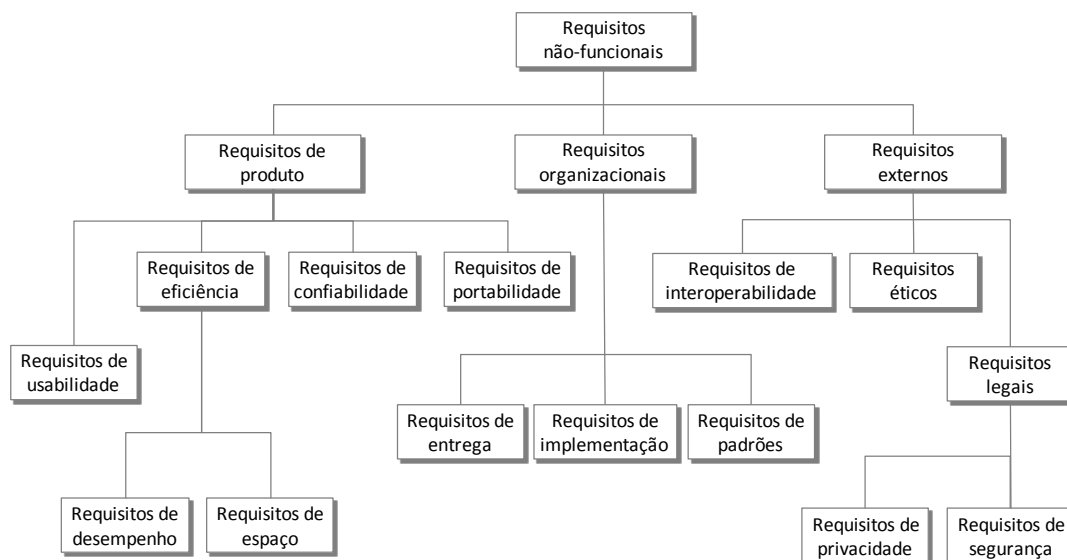 Requisitos
não-funcionais
Requisitos de
produto
Requisitos
organizacionais
Requisitos
externos
Requisitos de
eficiência
Requisitos de
confiabilidade
Requisitos de
portabilidade
Requisitos de
interoperabilidade
Requisitos
éticos
Requisitos de
usabilidade
Requisitos
legais
Requisitos de
entrega
Requisitos de
implementação
Requisitos de
padrões
Requisitos de
desempenho
Requisitos de
espaço
Requisitos de
privacidade
Requisitos de
segurança